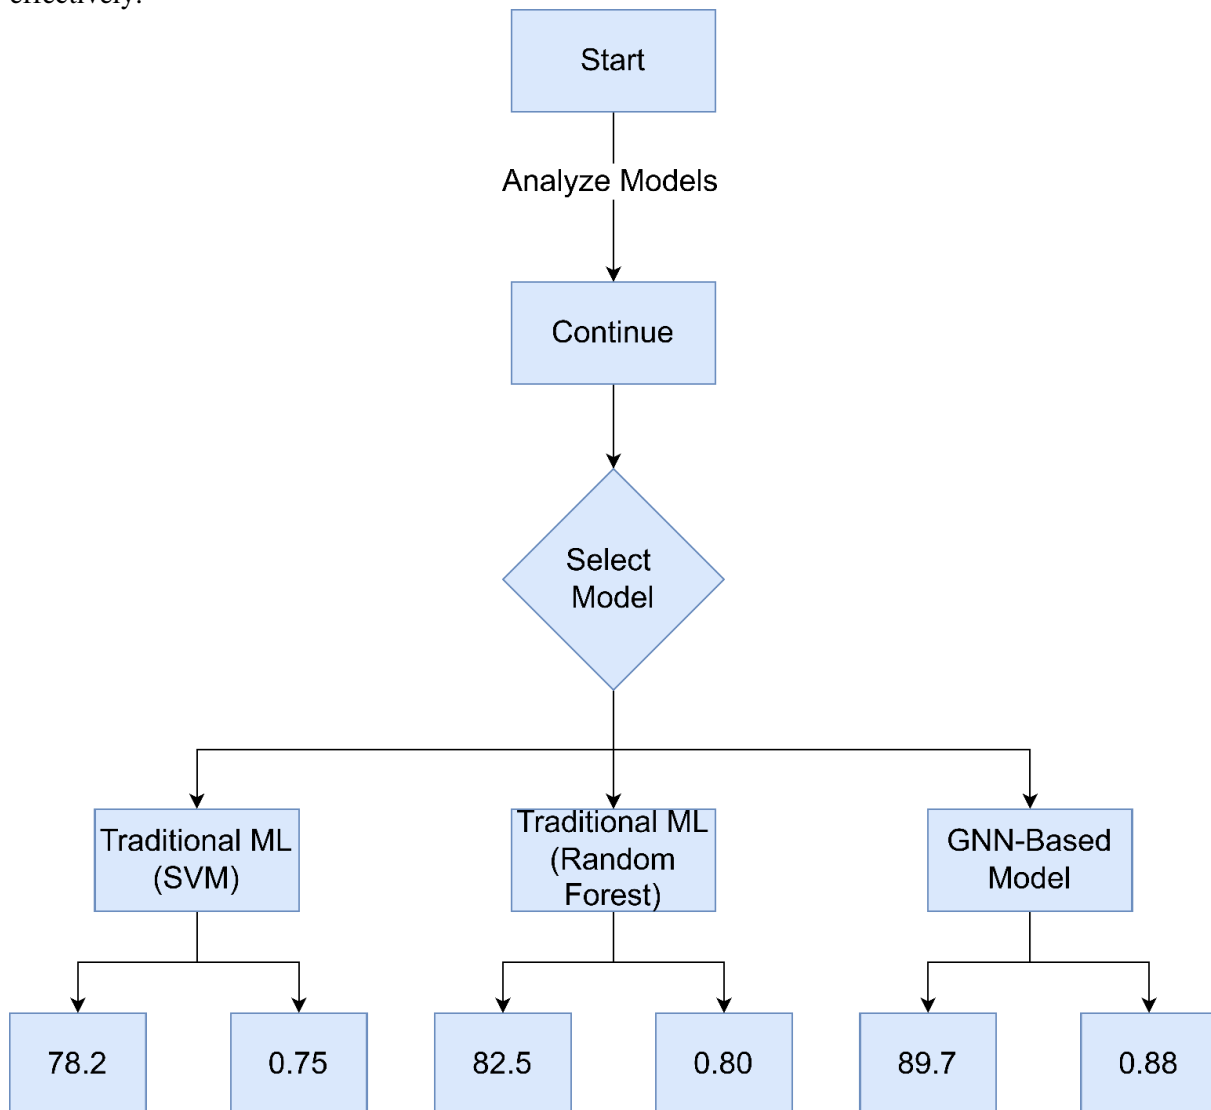 effectively.
Start
Analyze Models
Continue
Select
Model
Traditional ML
(SVM)
Traditional ML
(Random
Forest)
GNN-Based
Model
78.2
0.75
82.5
0.80
89.7
0.88